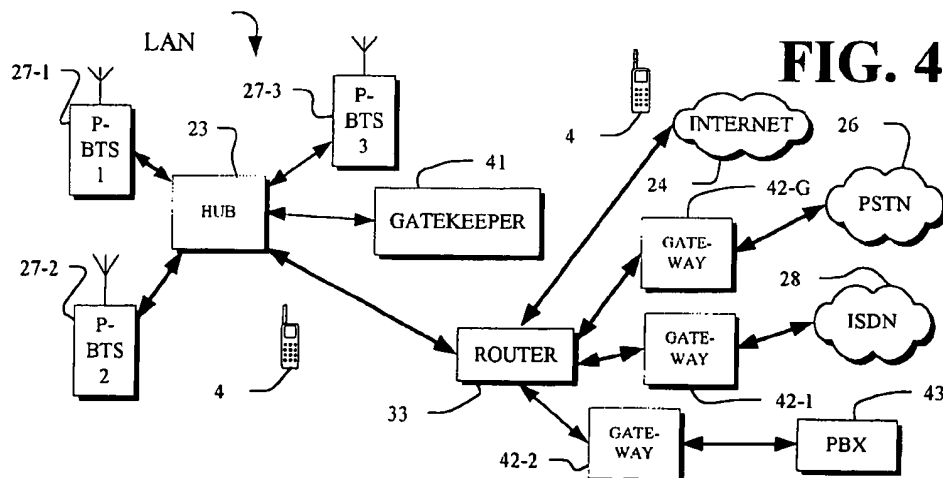 LAN
FIG. 4
27-1
27-3
P-
BTS
1
P-
BTS
3
23
HUB
41
GATEKEEPER
4
INTERNET
24
26
PSTN
42-G
GATE-
WAY
27-2
P-
BTS
2
4
28
ISDN
ROUTER
33
GATE-
WAY
42-1
43
GATE-
WAY
42-2
PBX